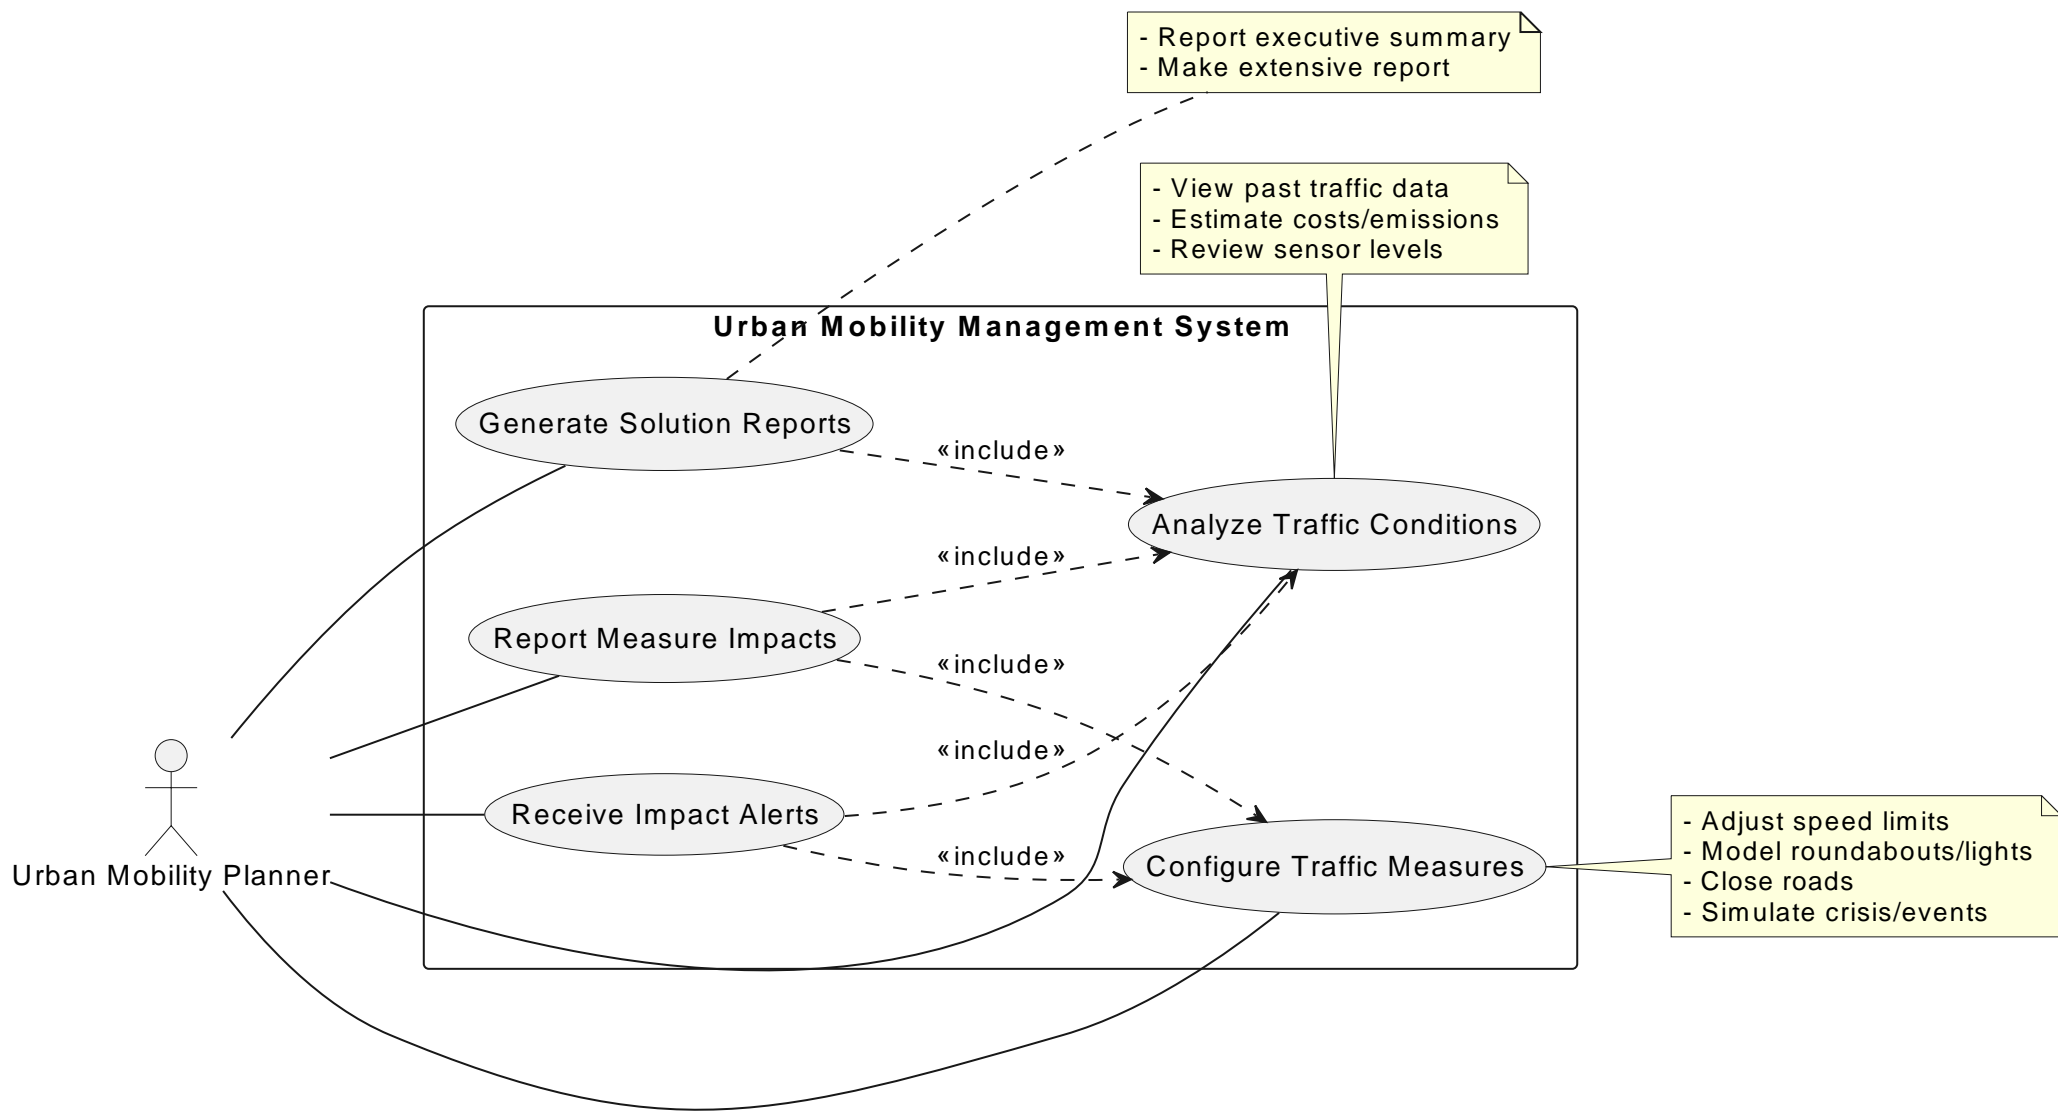 - Report executive summary
- Make extensive report
- View past traffic data
- Estimate costs/emissions
- Review sensor levels
Urban Mobility Management System
Generate Solution Reports
«include»
Analyze Traffic Conditions
«include»
Report Measure Impacts
«include»
«include»
Receive Impact Alerts
«include»
Configure Traffic Measures
- Adjust speed limits
- Model roundabouts/lights
- Close roads
- Simulate crisis/events
Urban Mobility Planner